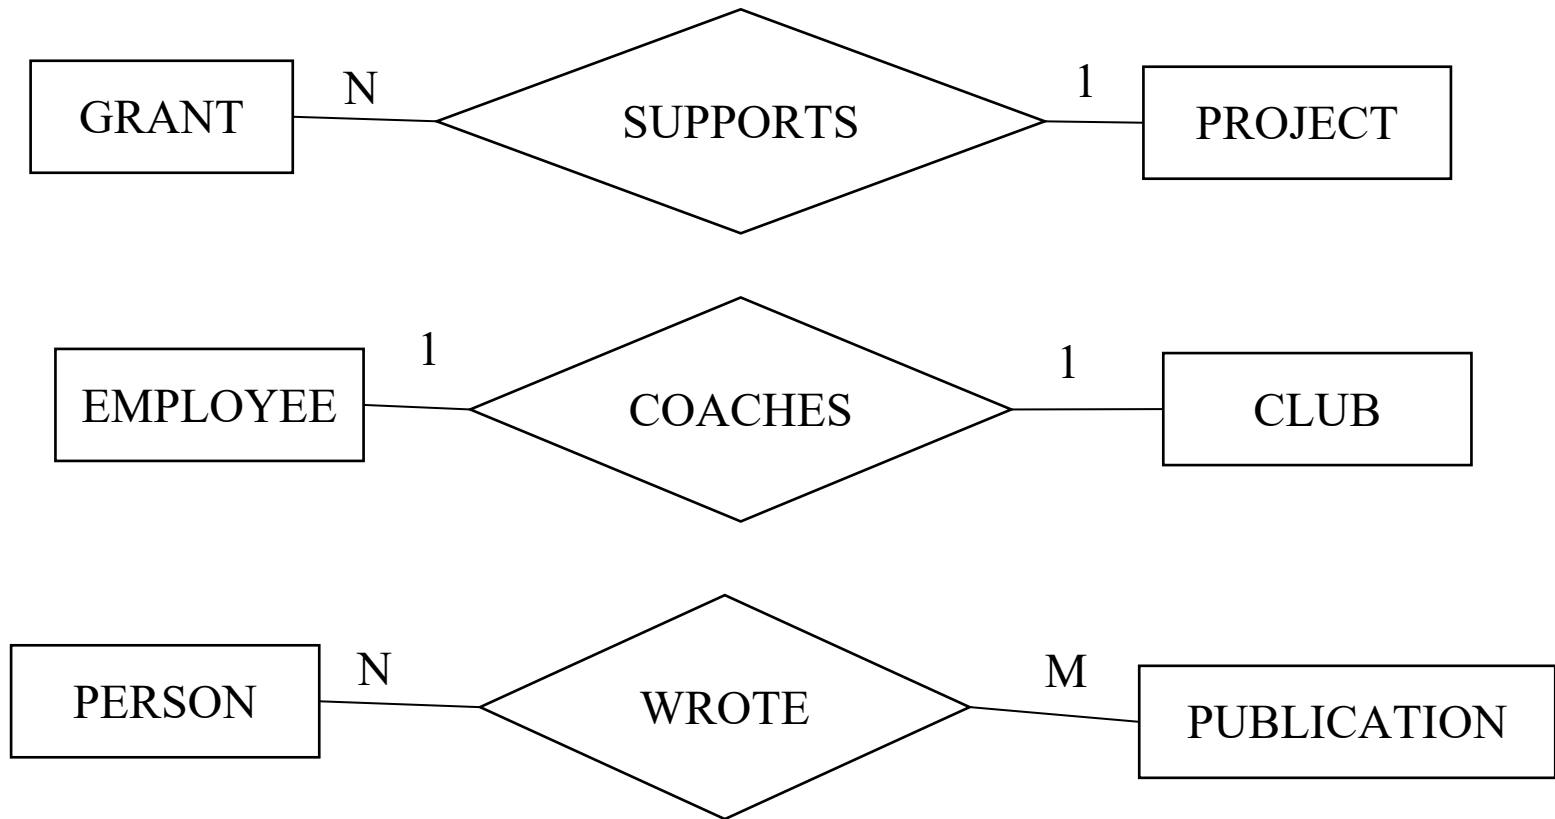 GRANT N SUPPORTS 1 PROJECT
EMPLOYEE 1 COACHES 1 CLUB
PERSON N WROTE M PUBLICATION